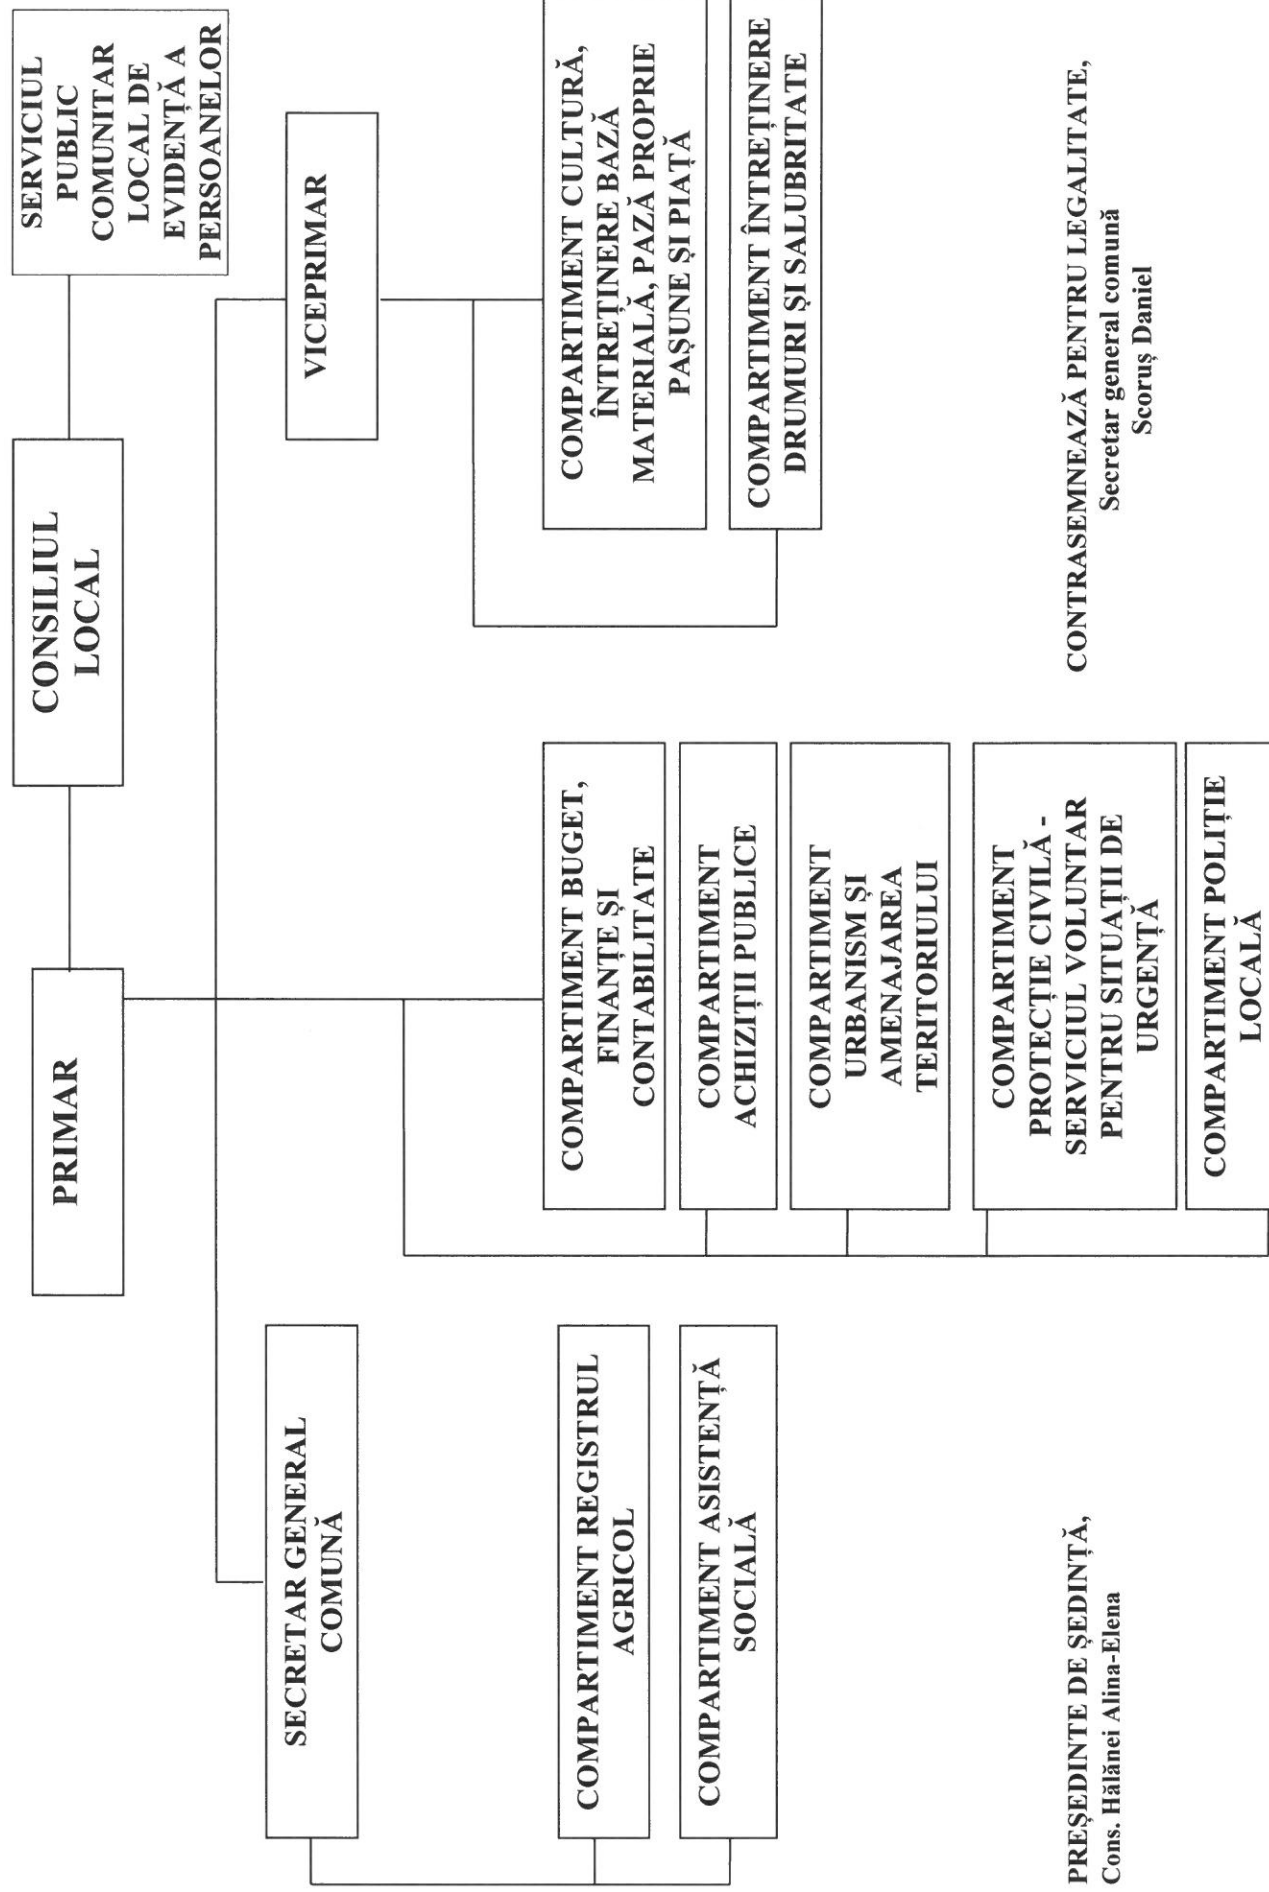 PRIMAR
CONSILIUL
LOCAL
SERVICIUL
PUBLIC
COMUNITAR
LOCAL DE
EVIDENȚĂ A
PERSOANELOR
SECRETAR GENERAL
COMUNĂ
VICEPRIMAR
COMPARTIMENT REGISTRUL
AGRICOL
COMPARTIMENT ASISTENȚĂ
SOCIALĂ
COMPARTIMENT BUGET,
FINANȚE ȘI
CONTABILITATE
COMPARTIMENT
ACHIZIȚII PUBLICE
COMPARTIMENT
URBANISM ȘI
AMENAJAREA
TERITORIULUI
COMPARTIMENT
PROTECȚIE CIVILĂ -
SERVICIUL VOLUNTAR
PENTRU SITUAȚII DE
URGENȚĂ
COMPARTIMENT POLIȚIE
LOCALĂ
COMPARTIMENT CULTURĂ,
ÎNTREȚINERE BAZĂ
MATERIALĂ, PAZĂ PROPRIE
PAȘUNE ȘI PIAȚĂ
COMPARTIMENT ÎNTREȚINERE
DRUMURI ȘI SALUBRITATE
PREȘEDINTE DE ȘEDINȚĂ,
Cons. Hălănei Alina-Elena
CONTRASEMNEAZĂ PENTRU LEGALITATE,
Secretar general comună
Scoruș Daniel